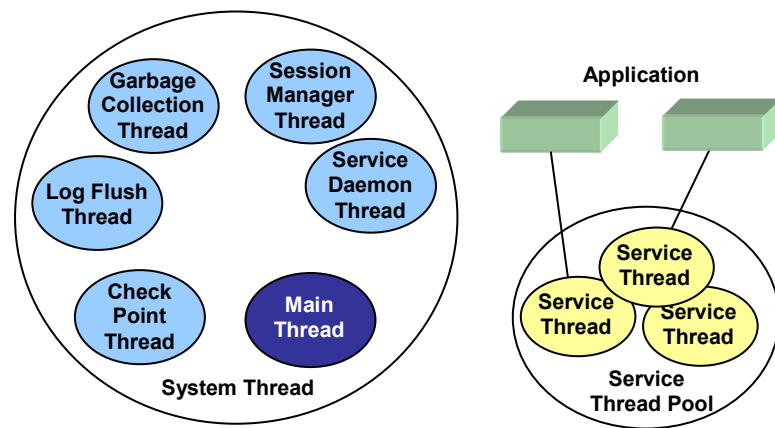 Garbage
Collection
Thread
Session
Manager
Thread
Service
Daemon
Thread
Log Flush
Thread
Check
Point
Thread
Main
Thread
System Thread
Application
Service
Thread
Service
Thread
Service
Thread
Service
Thread Pool